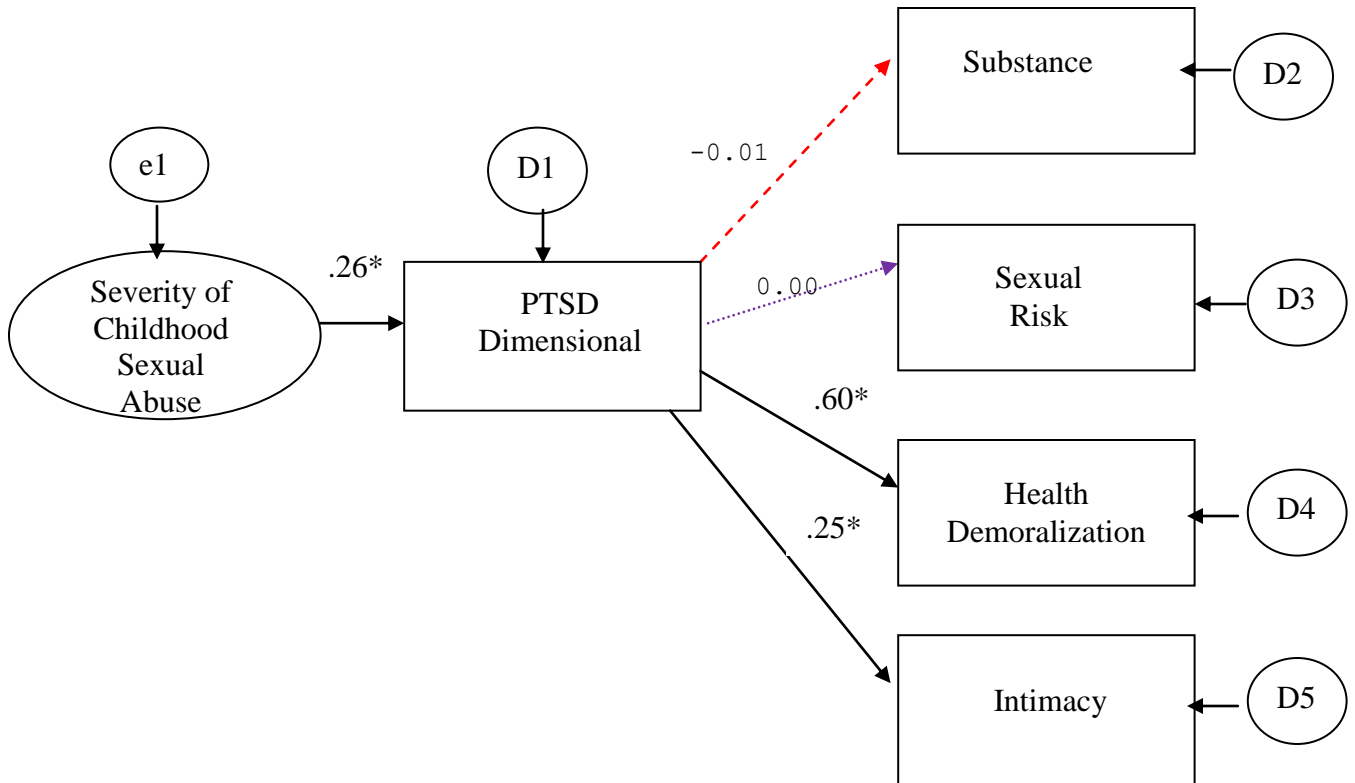 Substance
D2
-0.01
e1
D1
.26*
Severity of
Childhood
Sexual
Abuse
PTSD
Dimensional
0.00
Sexual
Risk
D3
.60*
Health
Demoralization
D4
.25*
Intimacy
D5